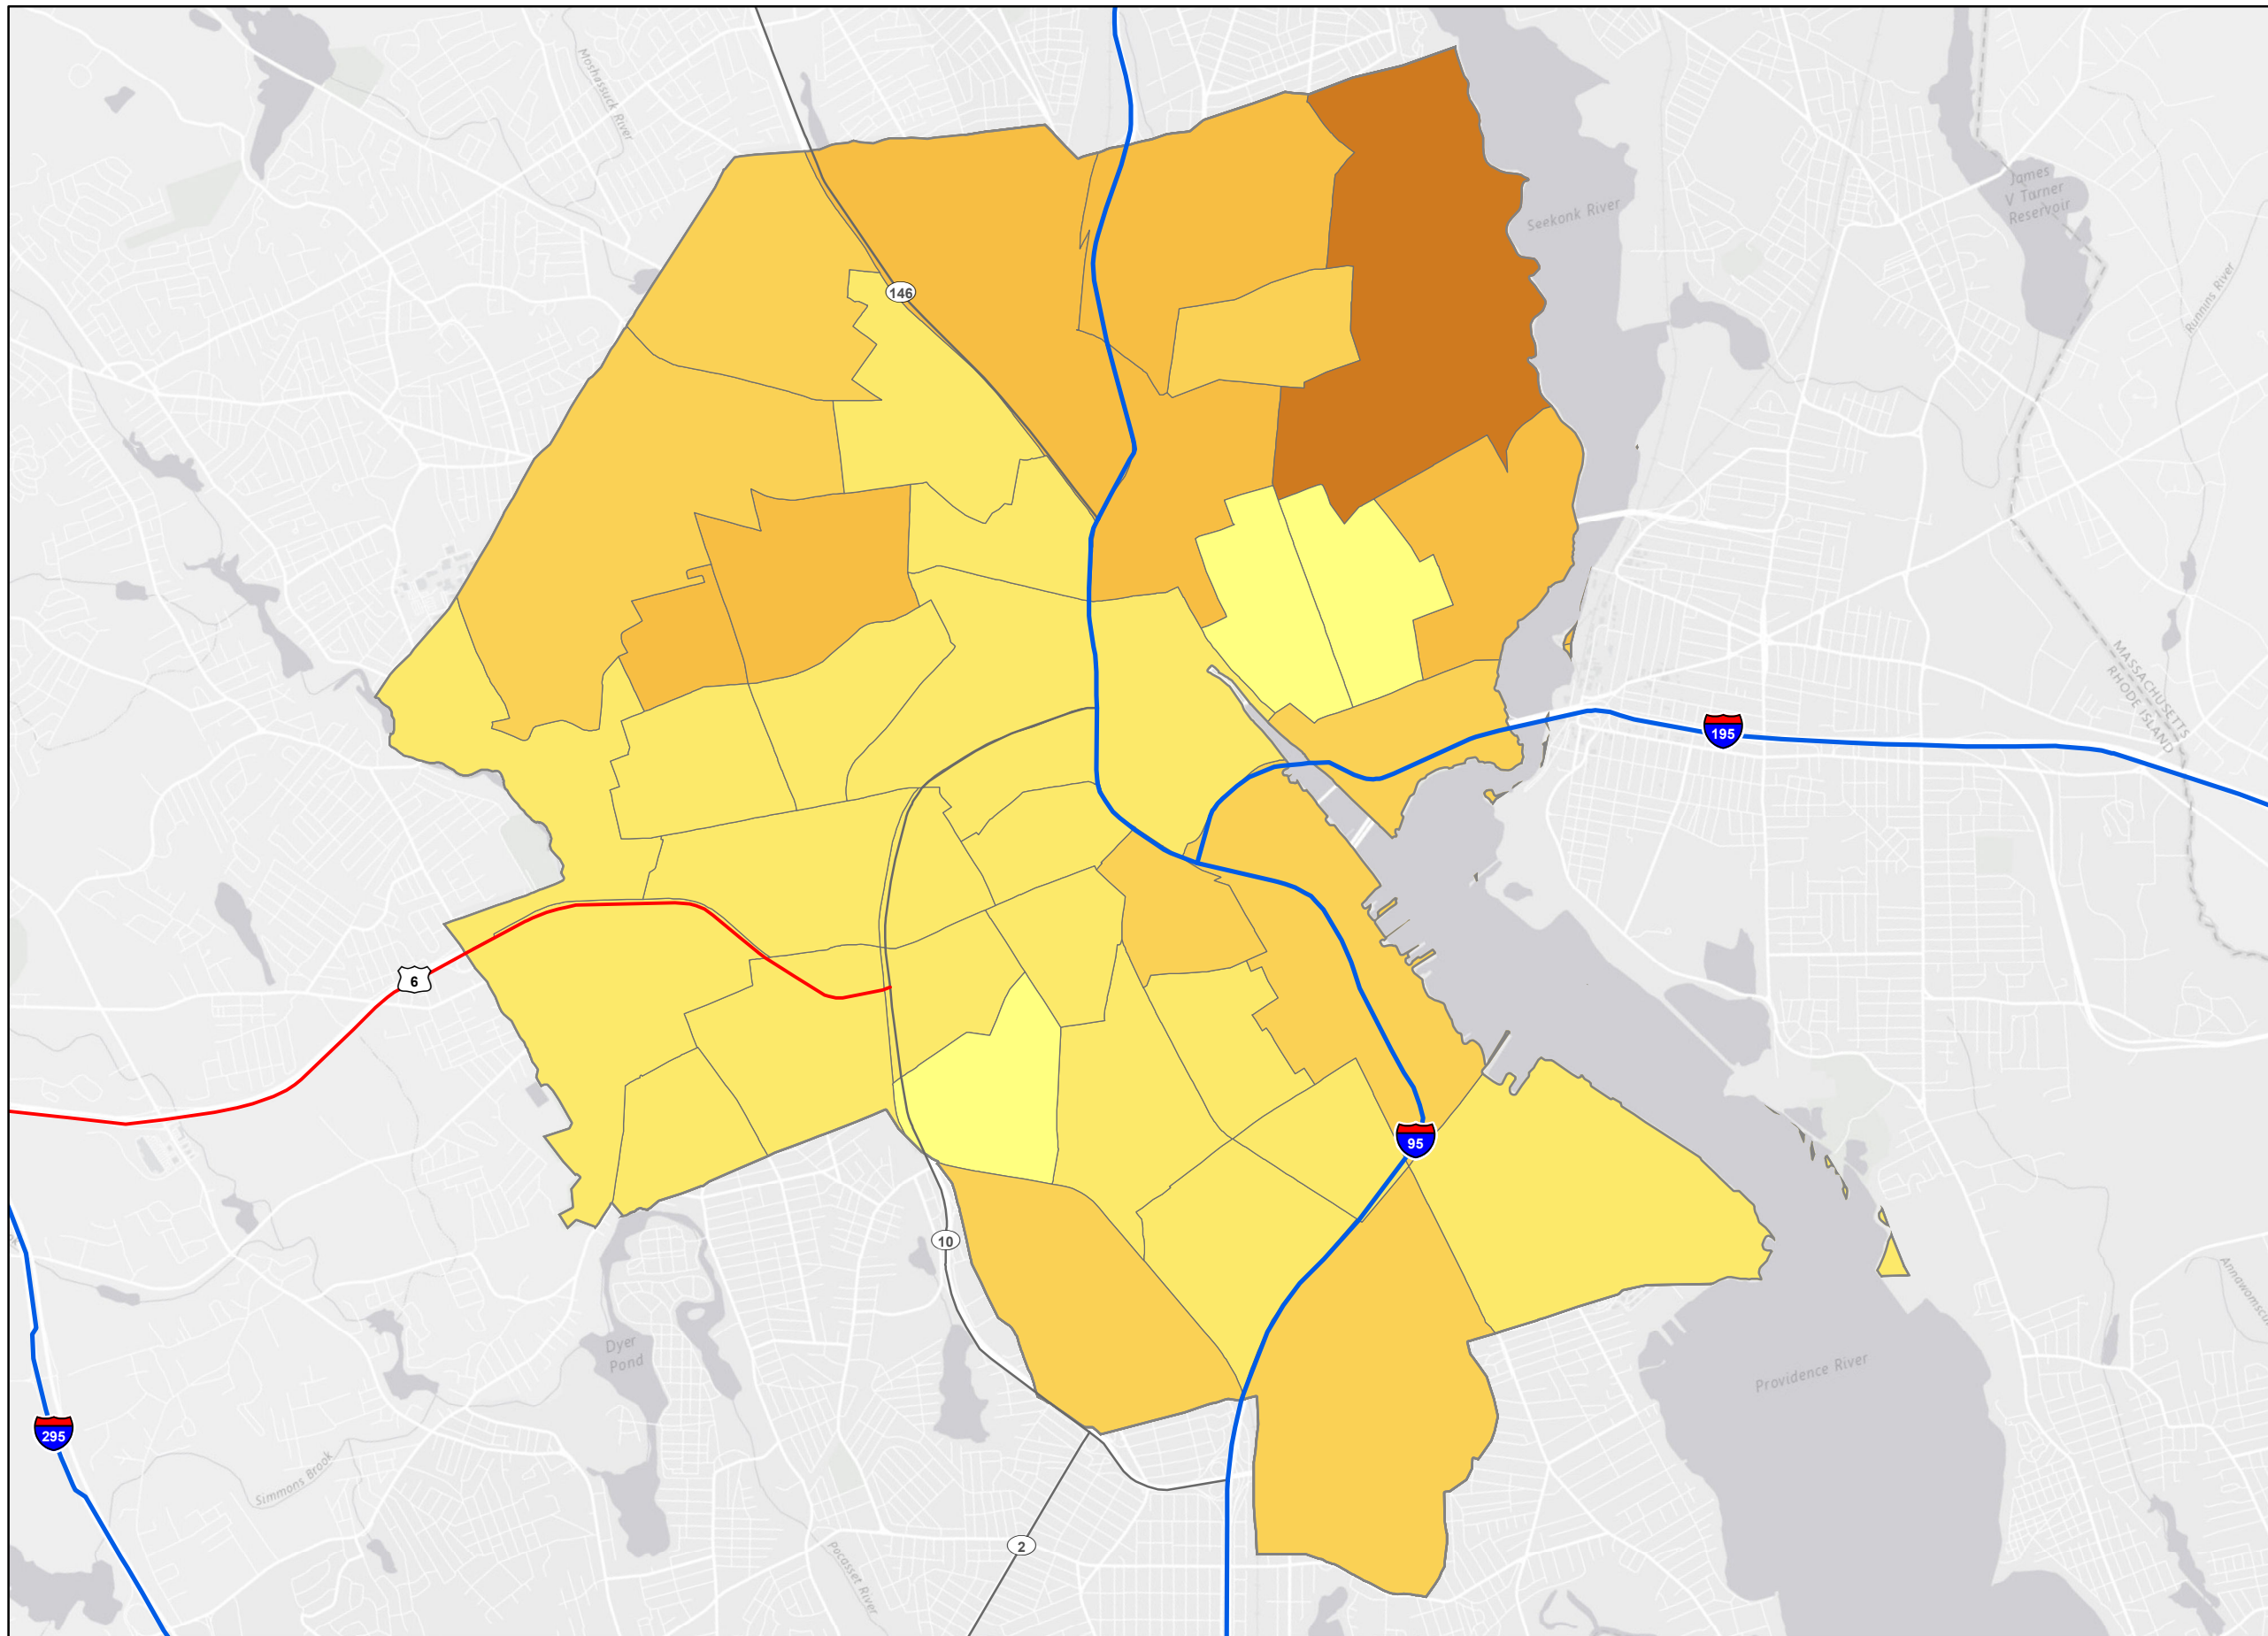 Moshassuck River
James
V Turner
Reservoir
Seekonk River
Runnins River
146
MASSACHUSETTS
RHODE ISLAND
195
6
95
10
Dyer
Pond
Providence River
295
Simmons Brook
2
Pocasset River